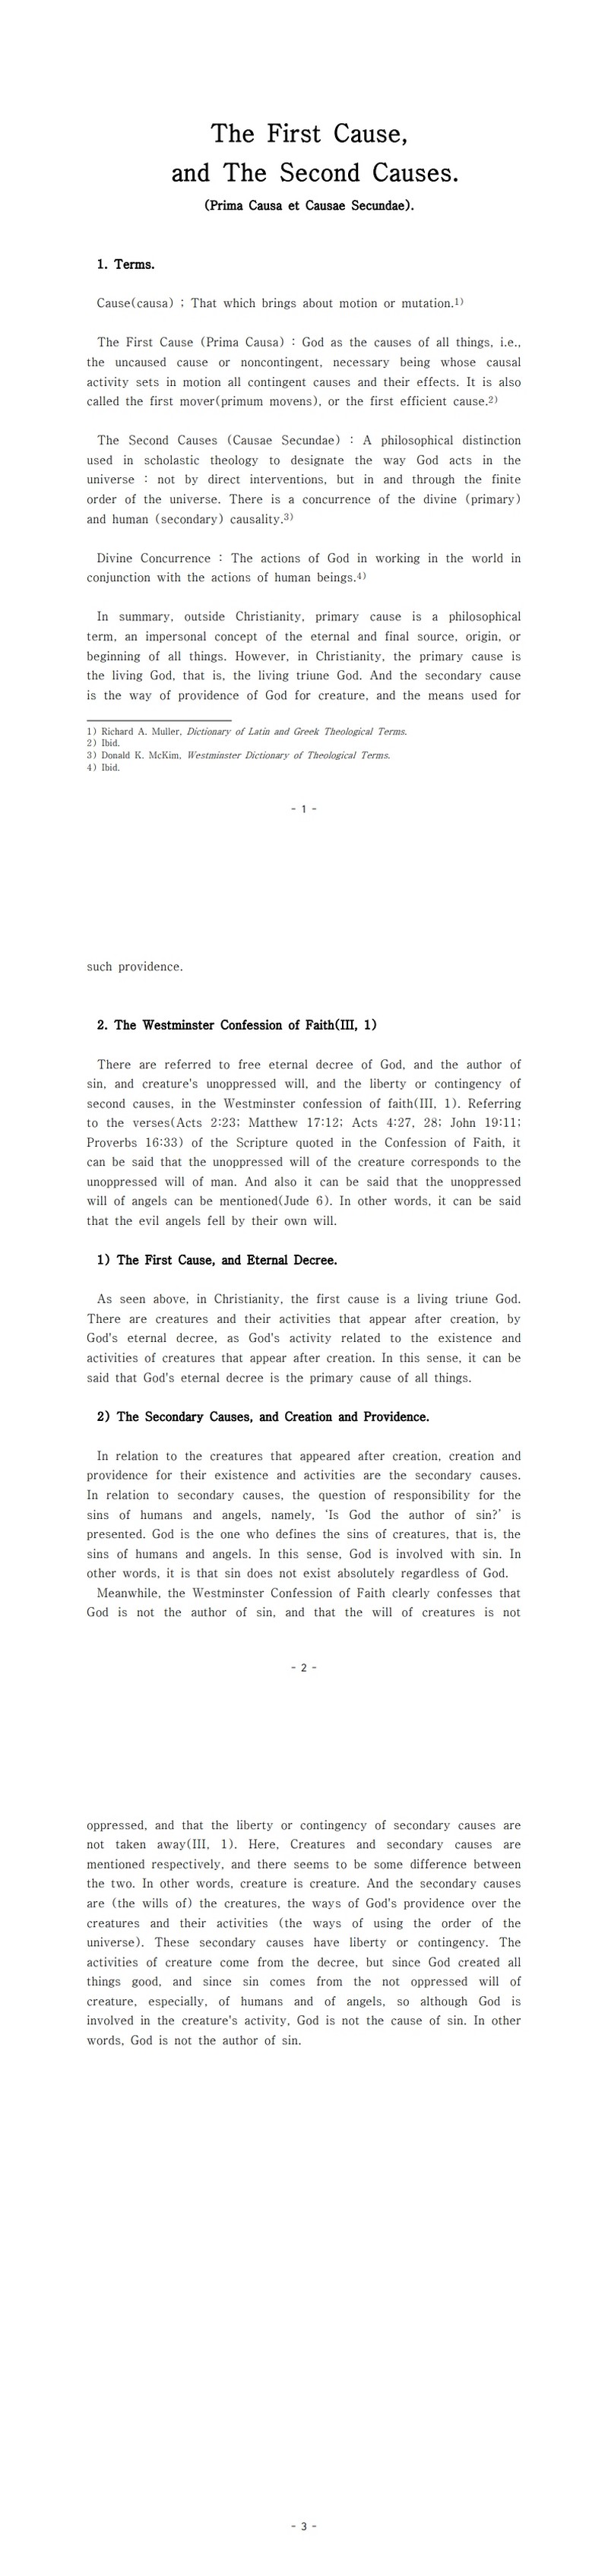 The First Cause,
and The Second Causes.
(Prima Causa et Causae Secundae).
1. Terms.
Cause(causa) : That which brings about motion or mutation.1)
The First Cause (Prima Causa) : God as the causes of all things, i.e.,
the uncaused cause or noncontingent, necessary being whose causal
activity sets in motion all contingent causes and their effects. It is also
called the first mover(primum movens), or the first efficient cause.2)
The Second Causes (Causae Secundae) : A philosophical distinction
used in scholastic theology to designate the way God acts in the
universe : not by direct interventions, but in and through the finite
order of the universe. There is a concurrence of the divine (primary)
and human (secondary) causality.3)
Divine Concurrence : The actions of God in working in the world in
conjunction with the actions of human beings.4)
In summary, outside Christianity, primary cause is a philosophical
term, an impersonal concept of the eternal and final source, origin, or
beginning of all things. However, in Christianity, the primary cause is
the living God, that is, the living triune God. And the secondary cause
is the way of providence of God for creature, and the means used for
1) Richard A. Muller, Dictionary of Latin and Greek Theological Terms.
2) Ibid.
3) Donald K. McKim, Westminster Dictionary of Theological Terms.
4) Ibid.
- 1 -
such providence.
2. The Westminster Confession of Faith(III, 1)
There are referred to free eternal decree of God, and the author of
sin, and creature's unoppressed will, and the liberty or contingency of
second causes, in the Westminster confession of faith(III, 1). Referring
to the verses(Acts 2:23; Matthew 17:12; Acts 4:27, 28; John 19:11;
Proverbs 16:33) of the Scripture quoted in the Confession of Faith, it
can be said that the unoppressed will of the creature corresponds to the
unoppressed will of man. And also it can be said that the unoppressed
will of angels can be mentioned(Jude 6). In other words, it can be said
that the evil angels fell by their own will.
1) The First Cause, and Eternal Decree.
As seen above, in Christianity, the first cause is a living triune God.
There are creatures and their activities that appear after creation, by
God's eternal decree, as God's activity related to the existence and
activities of creatures that appear after creation. In this sense, it can be
said that God's eternal decree is the primary cause of all things.
2) The Secondary Causes, and Creation and Providence.
In relation to the creatures that appeared after creation, creation and
providence for their existence and activities are the secondary causes.
In relation to secondary causes, the question of responsibility for the
sins of humans and angels, namely, ‘Is God the author of sin?’ is
presented. God is the one who defines the sins of creatures, that is, the
sins of humans and angels. In this sense, God is involved with sin. In
other words, it is that sin does not exist absolutely regardless of God.
Meanwhile, the Westminster Confession of Faith clearly confesses that
God is not the author of sin, and that the will of creatures is not
- 2 -
oppressed, and that the liberty or contingency of secondary causes are
not taken away(III, 1). Here, Creatures and secondary causes are
mentioned respectively, and there seems to be some difference between
the two. In other words, creature is creature. And the secondary causes
are (the wills of) the creatures, the ways of God's providence over the
creatures and their activities (the ways of using the order of the
universe). These secondary causes have liberty or contingency. The
activities of creature come from the decree, but since God created all
things good, and since sin comes from the not oppressed will of
creature, especially, of humans and of angels, so although God is
involved in the creature's activity, God is not the cause of sin. In other
words, God is not the author of sin.
- 3 -